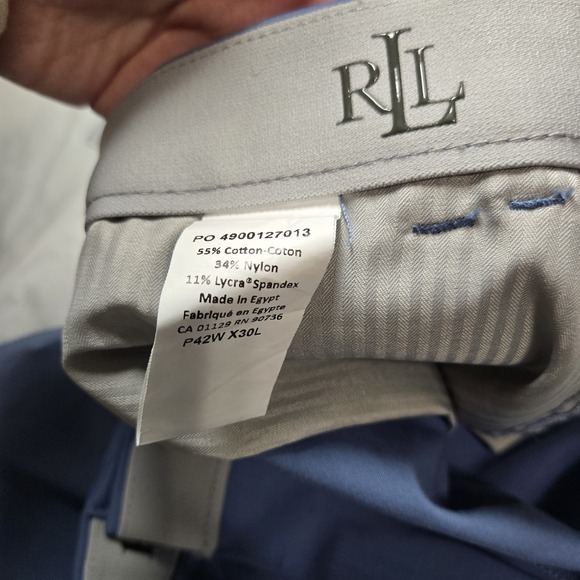 RLL
PO 4900127013
55% Cotton-Coton
34% Nylon
11% Lycra®Spandex
Made in Egypt
Fabriqué en Egypte
CA 01129 RN 90736
P42W X30L